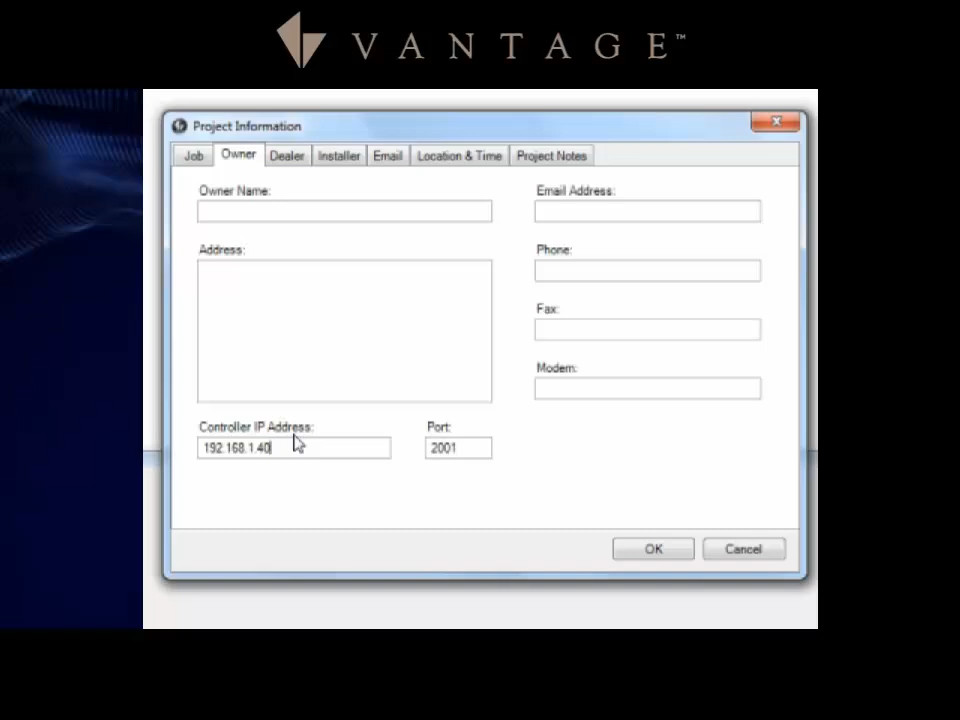 VANTAGE™
Project Information
Job Owner Dealer Installer Email Location & Time Project Notes
Owner Name: Email Address:
Address: Phone:
Fax:
Modem:
Controller IP Address: Port:
192.168.1.40 2001
OK Cancel